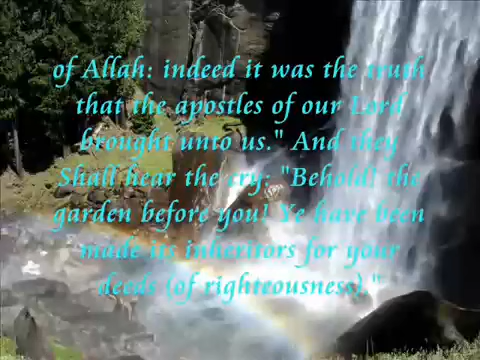 of Allah: indeed it was the truth
that the apostles of our Lord
brought unto us." And they
Shall hear the cry: "Behold! the
garden before you! Ye have been
made its inheritors for your
deeds (of righteousness)."